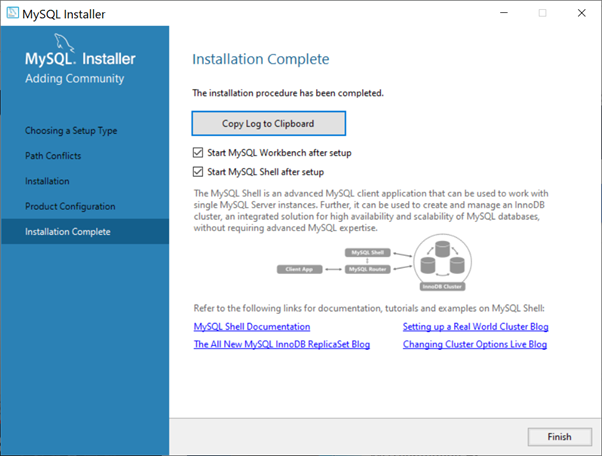 MySQL Installer
MySQL. Installer
Adding Community
Choosing a Setup Type
Path Conflicts
Installation
Product Configuration
Installation Complete
Installation Complete
The installation procedure has been completed.
Copy Log to Clipboard
Start MySQL Workbench after setup
Start MySQL Shell after setup
The MySQL Shell is an advanced MySQL client application that can be used to work with
single MySQL Server instances. Further, it can be used to create and manage an InnoDB
cluster, an integrated solution for high availability and scalability of MySQL databases,
without requiring advanced MySQL expertise.
MySQL Shell
Client App
MySQL Router
InnoDB Cluster
Refer to the following links for documentation, tutorials and examples on MySQL Shell:
MySQL Shell Documentation
Setting up a Real World Cluster Blog
The All New MySQL InnoDB ReplicaSet Blog
Changing Cluster Options Live Blog
Finish